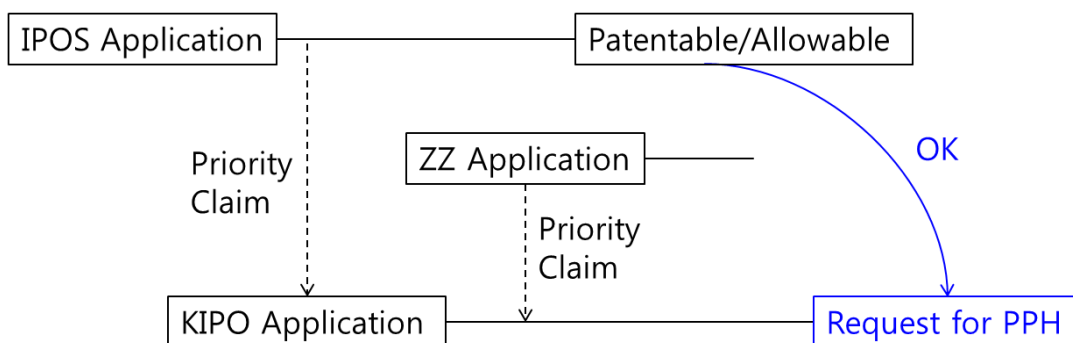 IPOS Application
Patentable/Allowable
Priority
Claim
ZZ Application
OK
Priority
Claim
KIPO Application
Request for PPH